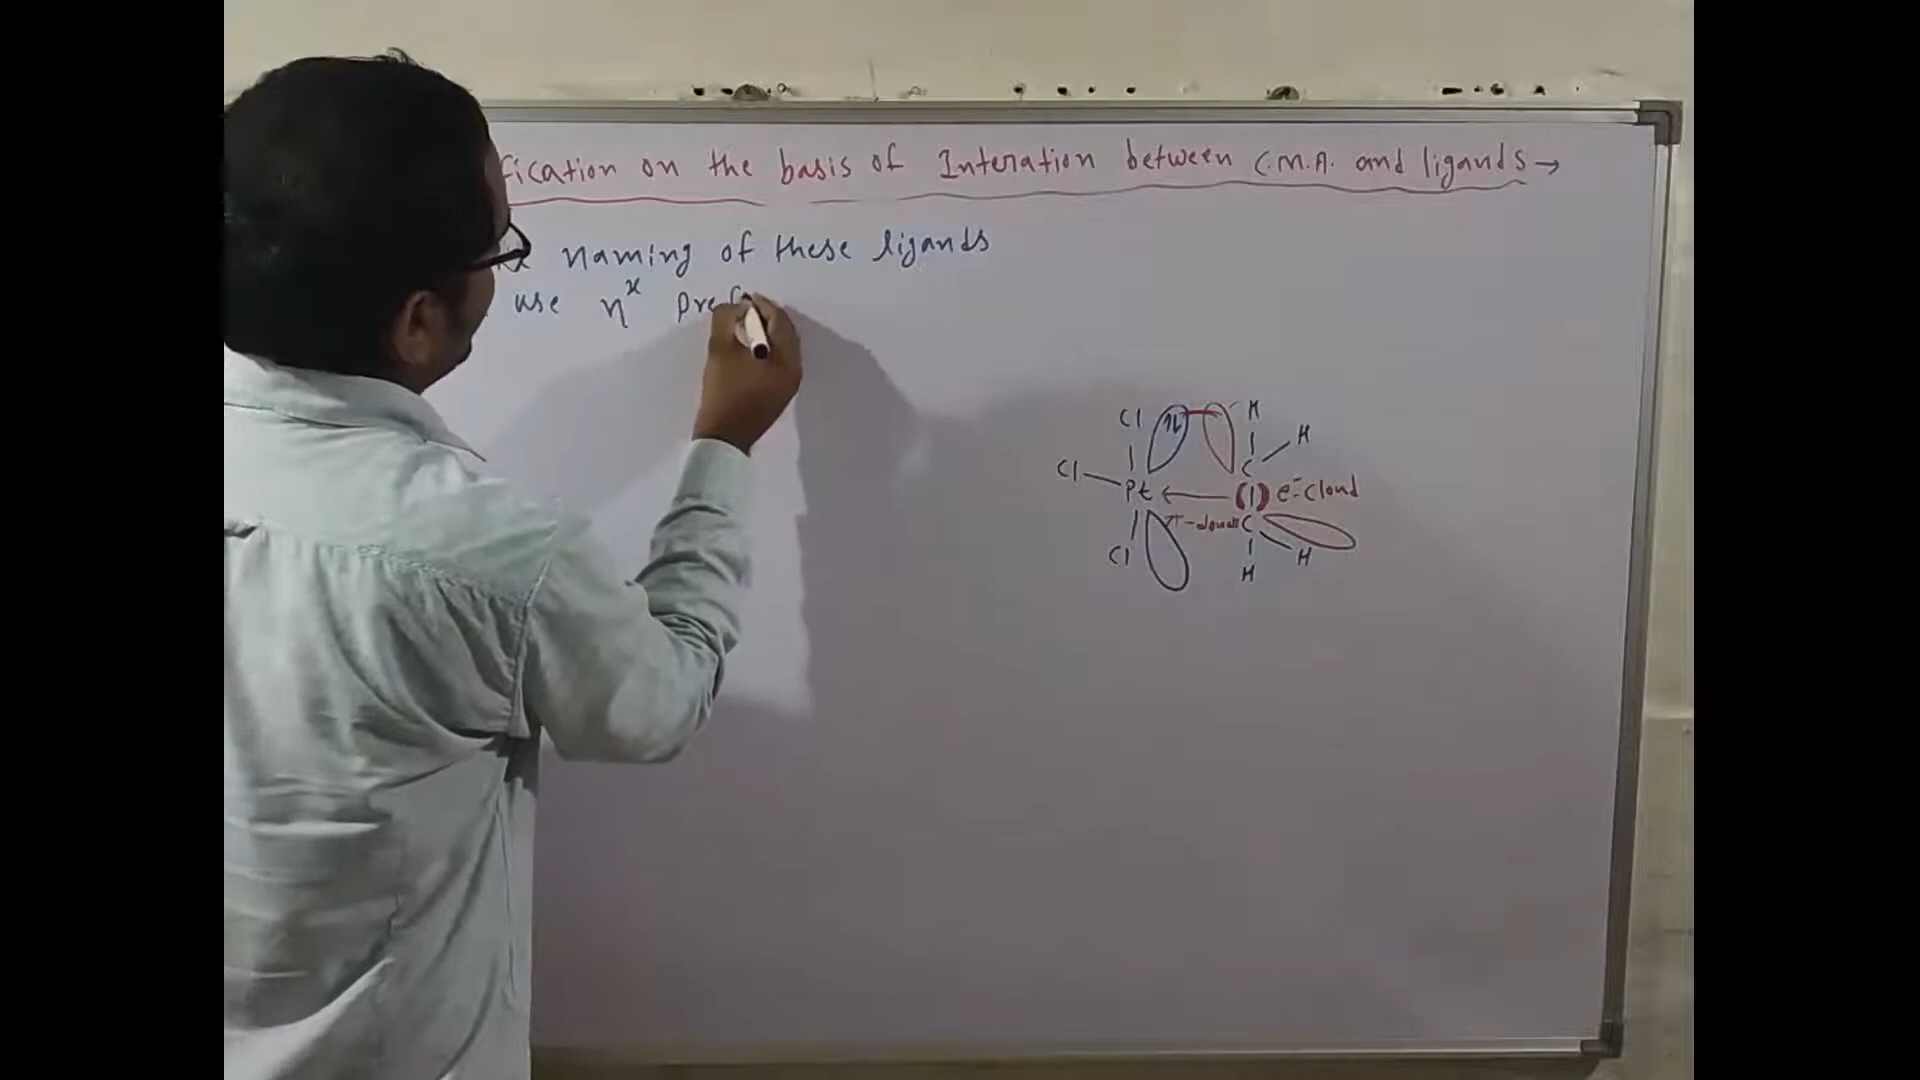 fication on the basis of Interation between C.M.A. and ligands →
naming of these ligands
use η^x pref
Cl H
H
Cl C
Pt ← e⁻ cloud
π- C
Cl H
H